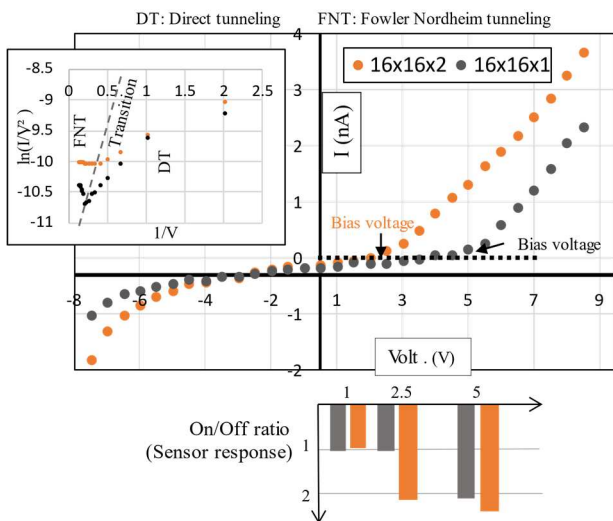 DT: Direct tunneling FNT: Fowler Nordheim tunneling
16x16x2 16x16x1
I (nA)
4
3
2
1
0
-1
-2
-8 -6 -4 -2 1 3 5 7 9
Volt . (V)
Bias voltage
Bias voltage
-8.5
0 0.5 1 1.5 2 2.5
-9
-9.5
-10
-10.5
-11
ln(I/V²
FNT
Transition
DT
1/V
On/Off ratio
(Sensor response)
1 2.5 5
1
2